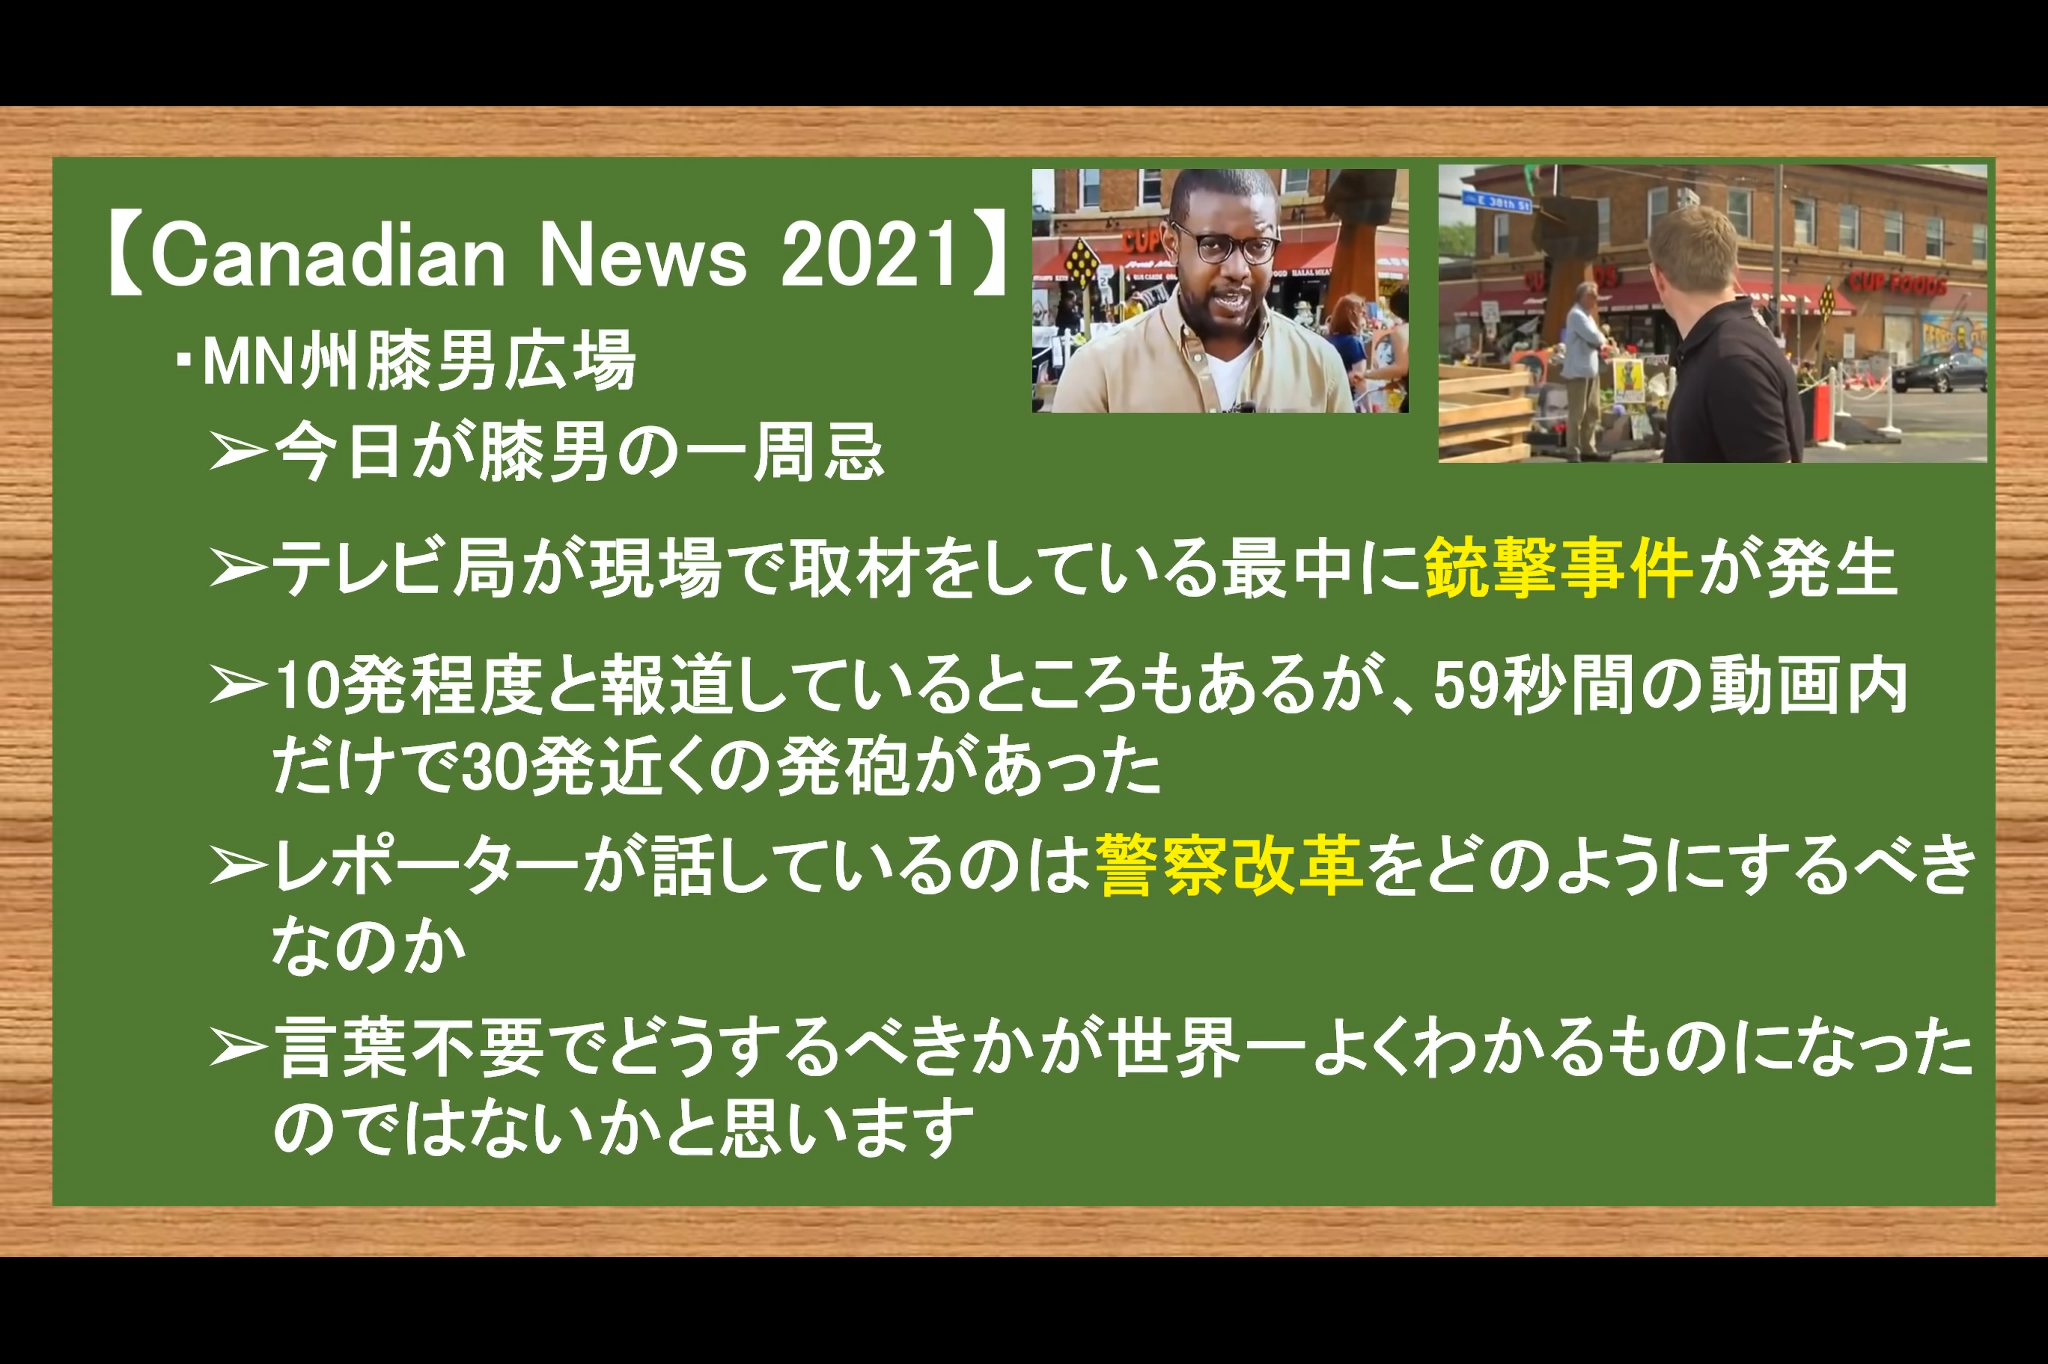 【Canadian News 2021】
・MN州膝男広場
➢今日が膝男の一周忌
➢テレビ局が現場で取材をしている最中に銃撃事件が発生
➢10発程度と報道しているところもあるが、59秒間の動画内
だけで30発近くの発砲があった
➢レポーターが話しているのは警察改革をどのようにするべき
なのか
➢言葉不要でどうするべきかが世界一よくわかるものになった
のではないかと思います
CUP
E 38th St
CUP FOODS